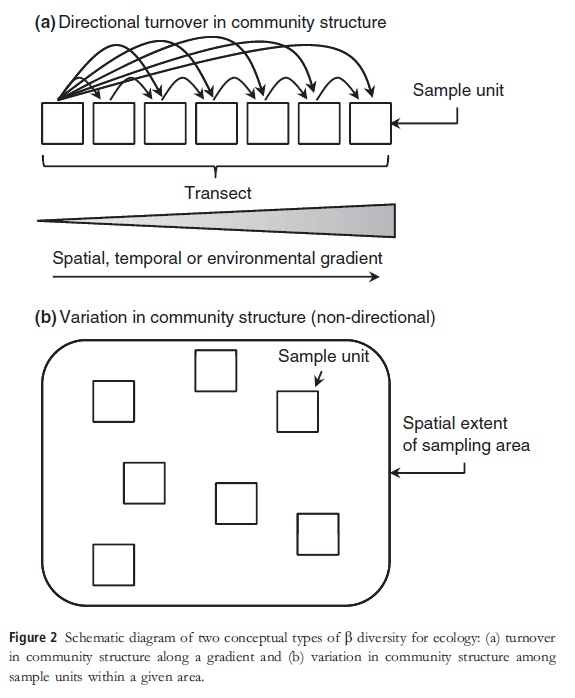 (a) Directional turnover in community structure
Sample unit
Transect
Spatial, temporal or environmental gradient
(b) Variation in community structure (non-directional)
Sample unit
Spatial extent
of sampling area
Figure 2 Schematic diagram of two conceptual types of β diversity for ecology: (a) turnover
in community structure along a gradient and (b) variation in community structure among
sample units within a given area.